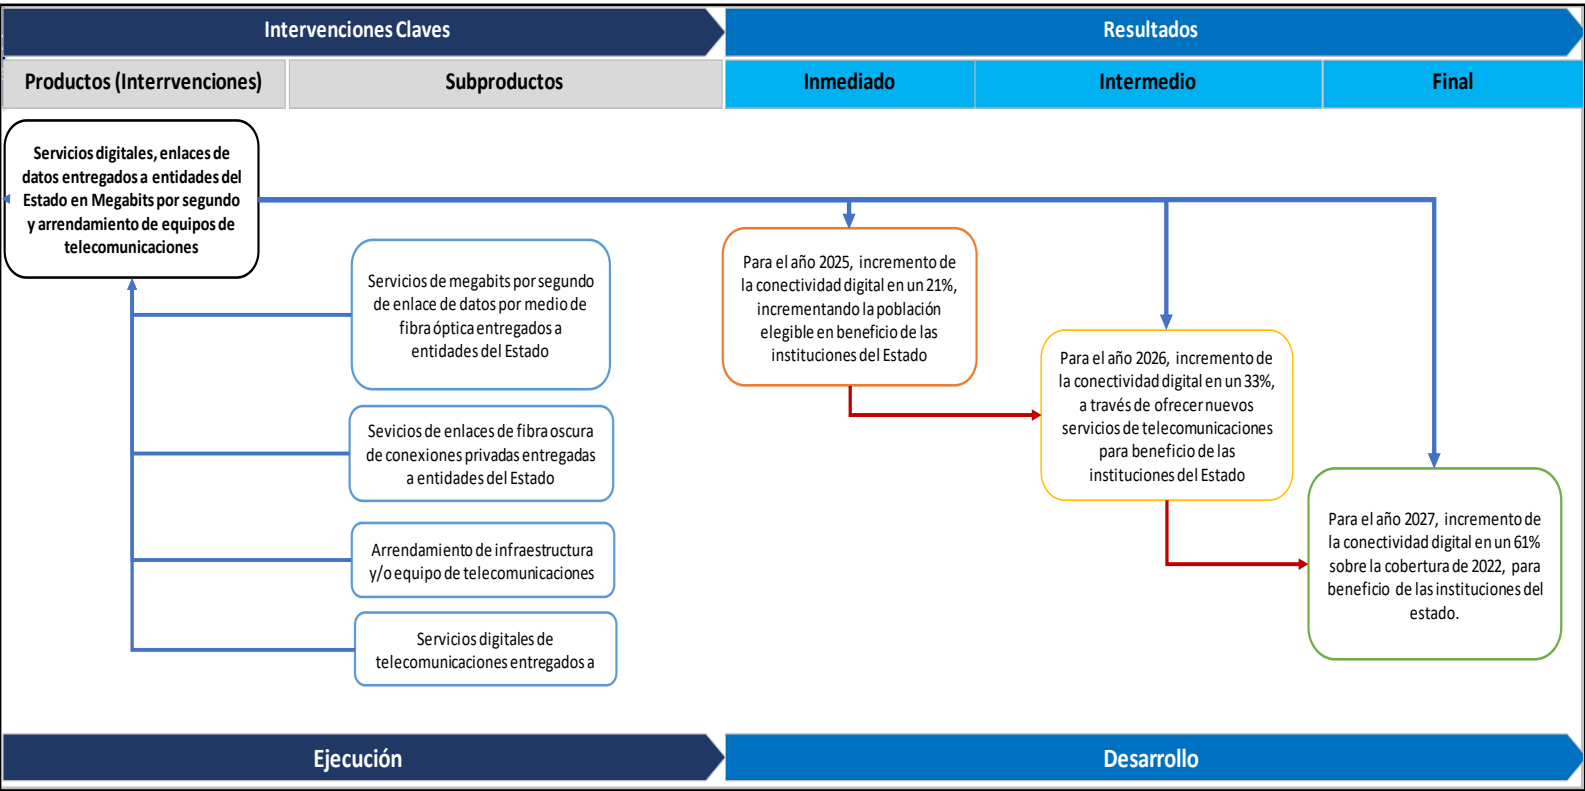 Intervenciones Claves
Resultados
Productos (Interrvenciones)
Subproductos
Inmediado
Intermedio
Final
Servicios digitales, enlaces de
datos entregados a entidades del
Estado en Megabits por segundo
y arrendamiento de equipos de
telecomunicaciones
Servicios de megabits por segundo
de enlace de datos por medio de
fibra óptica entregados a
entidades del Estado
Sevicios de enlaces de fibra oscura
de conexiones privadas entregadas
a entidades del Estado
Arrendamiento de infraestructura
y/o equipo de telecomunicaciones
Servicios digitales de
telecomunicaciones entregados a
Para el año 2025, incremento de
la conectividad digital en un 21%,
incrementando la población
elegible en beneficio de las
instituciones del Estado
Para el año 2026, incremento de
la conectividad digital en un 33%,
a través de ofrecer nuevos
servicios de telecomunicaciones
para beneficio de las
instituciones del Estado
Para el año 2027, incremento de
la conectividad digital en un 61%
sobre la cobertura de 2022, para
beneficio de las instituciones del
estado.
Ejecución
Desarrollo